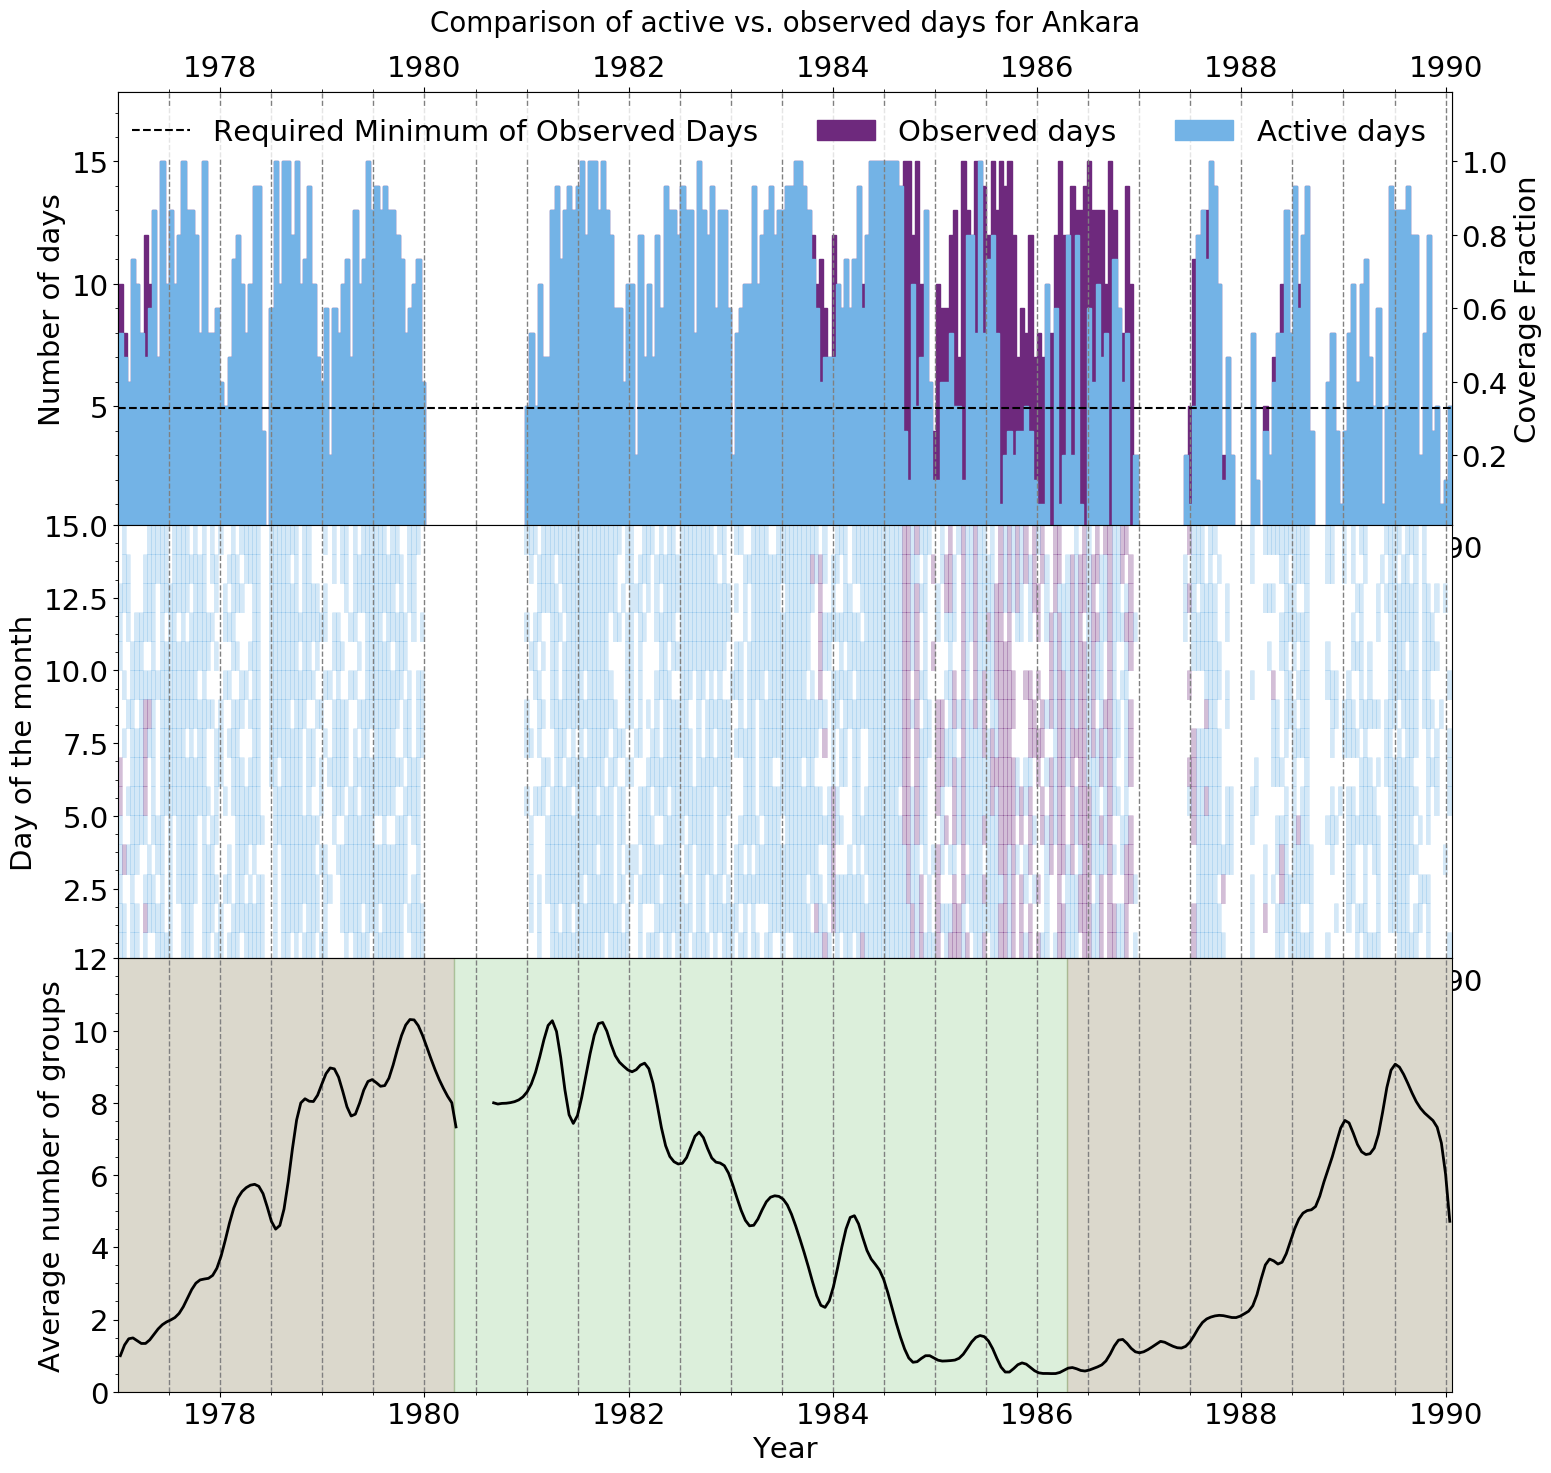 Comparison of active vs. observed days for Ankara
1978 1980 1982 1984 1986 1988 1990
Required Minimum of Observed Days Observed days Active days
Number of days
15
10
5
Coverage Fraction
1.0
0.8
0.6
0.4
0.2
Day of the month
15.0
12.5
10.0
7.5
5.0
2.5
90
Average number of groups
12
10
8
6
4
2
0
90
1978 1980 1982 1984 1986 1988 1990
Year